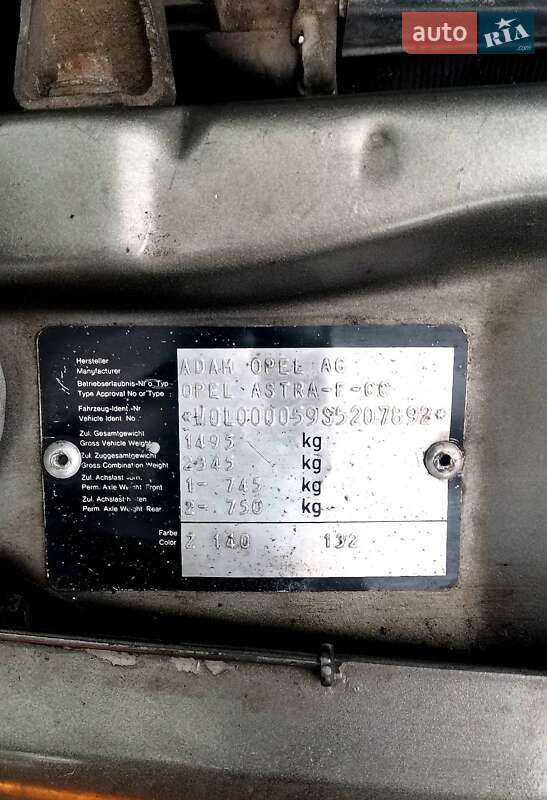 auto RIA .com
Hersteller
Manufacturer
ADAM OPEL AG
Betriebserlaubnis-Nr o. Typ
Type Approval No or Type
OPEL ASTRA-F-CC
Fahrzeug-Ident-Nr
Vehicle Ident No
*W0L000059S5207892*
Zul. Gesamtgewicht
Gross Vehicle Weight
1495 kg
Zul. Zuggesamtgewicht
Gross Combination Weight
2345 kg
Zul. Achslast vorn
Perm. Axle Weight Front
1- 745 kg
Zul. Achslast hinten
Perm. Axle Weight Rear
2- 750 kg
Farbe
Color
Z 140 132